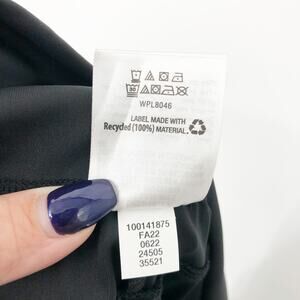 WPL8046
LABEL MADE WITH
Recycled (100%) MATERIAL.
100141875
FA22
0622
24505
35521